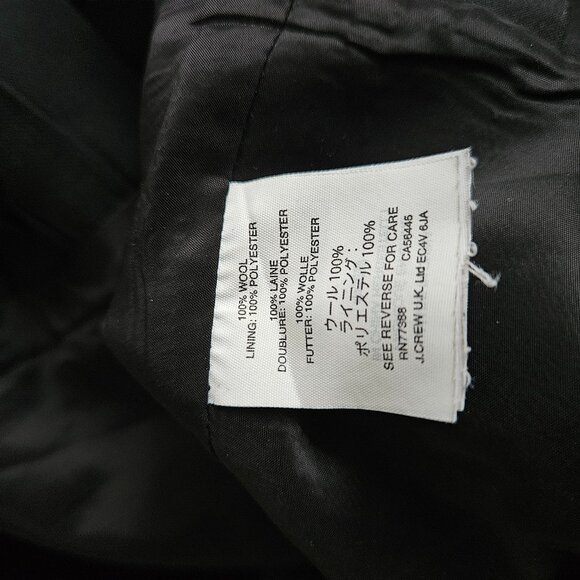 100% WOOL
LINING: 100% POLYESTER
100% LAINE
DOUBLURE: 100% POLYESTER
100% WOLLE
FUTTER: 100% POLYESTER
ウール 100%
ライニング :
ポリエステル 100%
SEE REVERSE FOR CARE
RN77388 CA56445
J.CREW U.K. Ltd EC4V 6JA